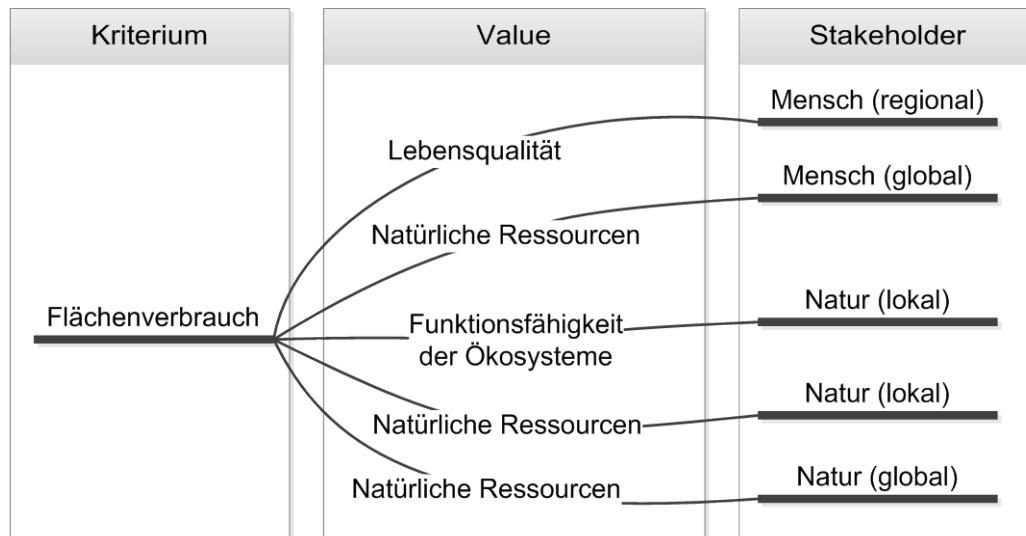 Kriterium
Value
Stakeholder
Mensch (regional)
Lebensqualität
Mensch (global)
Natürliche Ressourcen
Flächenverbrauch
Funktionsfähigkeit
der Ökosysteme
Natur (lokal)
Natürliche Ressourcen
Natur (lokal)
Natürliche Ressourcen
Natur (global)